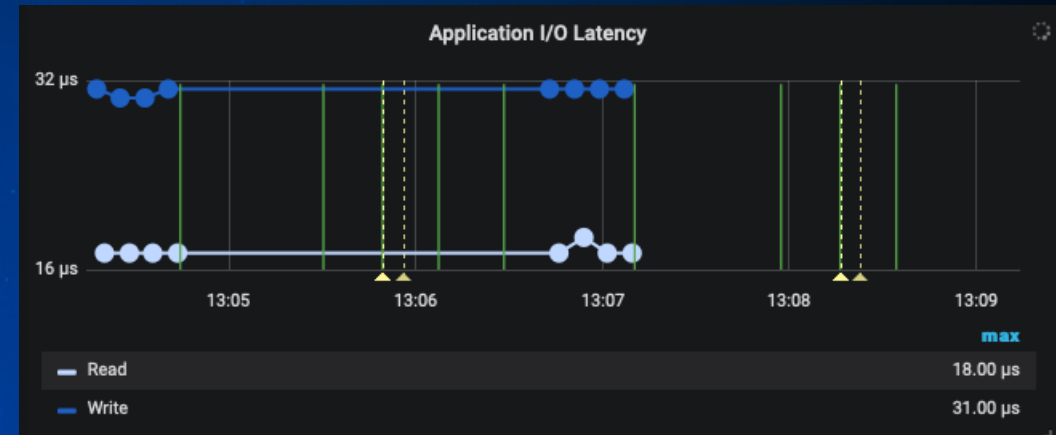 Application I/O Latency
32 µs
16 µs
13:05 13:06 13:07 13:08 13:09
max
Read 18.00 µs
Write 31.00 µs